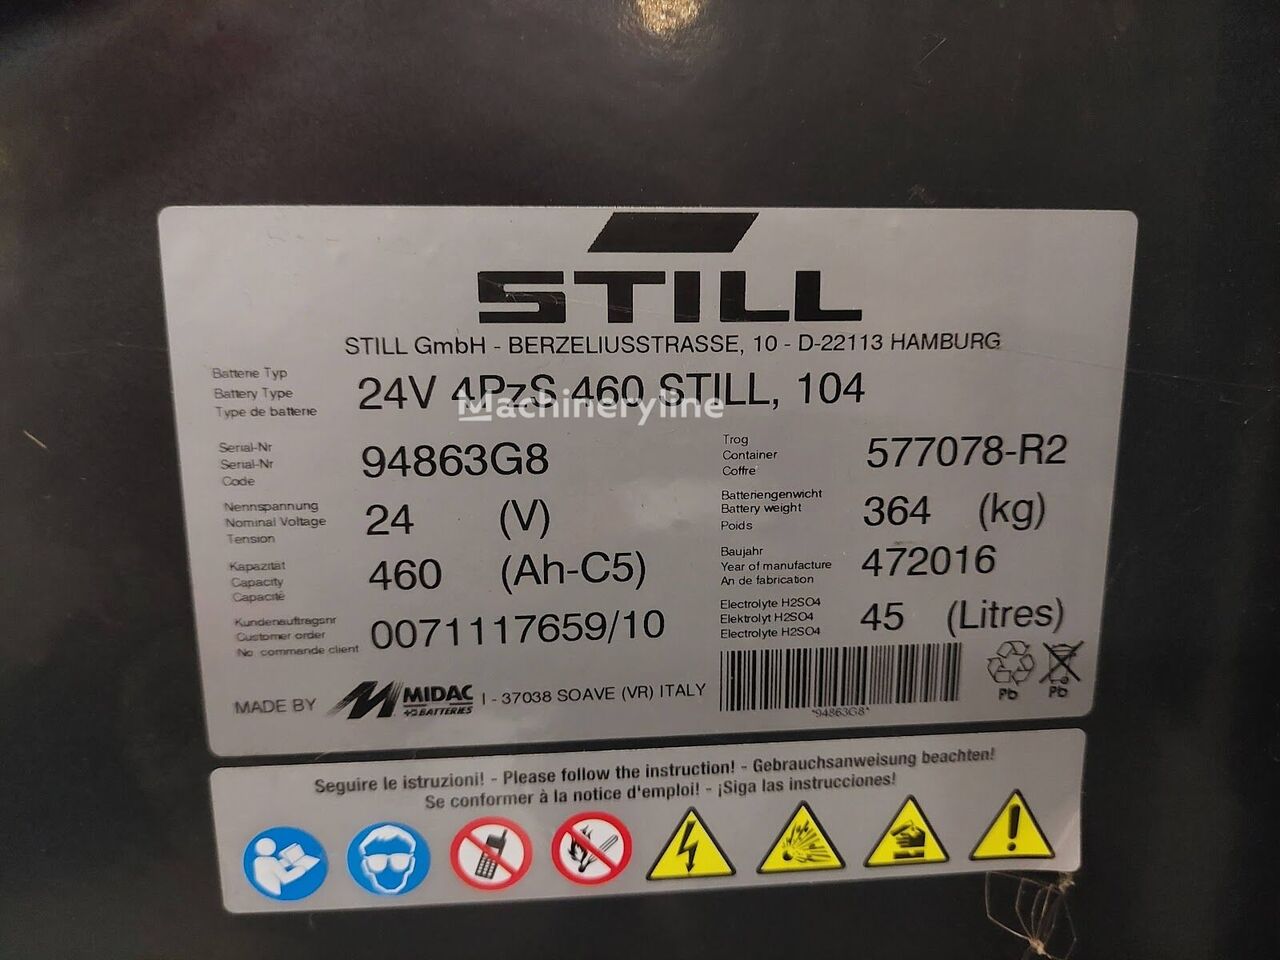 STILL
STILL GmbH - BERZELIUSSTRASSE, 10 - D-22113 HAMBURG
Batterie Typ
Battery Type
Type de batterie
24V 4PzS 460 STILL, 104
Machineryline
Serial-Nr
Serial-Nr
Code
94863G8
Trog
Container
Coffre
577078-R2
Nennspannung
Nominal Voltage
Tension
24 (V)
Batteriengenwicht
Battery weight
Poids
364 (kg)
Kapazitat
Capacity
Capacité
460 (Ah-C5)
Baujahr
Year of manufacture
An de fabrication
472016
Kundenauftragsnr
Customer order
No commande client
0071117659/10
Electrolyte H2SO4
Elektrolyt H2SO4
Electrolyte H2SO4
45 (Litres)
MADE BY MIDAC BATTERIES I - 37038 SOAVE (VR) ITALY
*94863G8*
Pb Pb
Seguire le istruzioni! - Please follow the instruction! - Gebrauchsanweisung beachten!
Se conformer à la notice d'emploi! - ¡Siga las instrucciones!